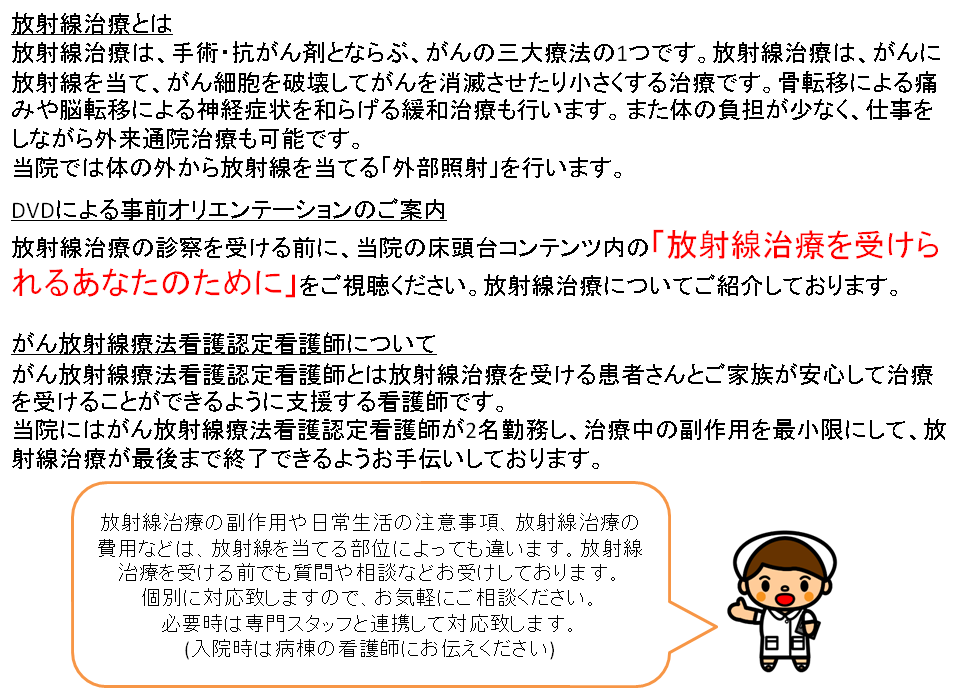 放射線治療とは
放射線治療は、手術・抗がん剤とならぶ、がんの三大療法の1つです。放射線治療は、がんに
放射線を当て、がん細胞を破壊してがんを消滅させたり小さくする治療です。骨転移による痛
みや脳転移による神経症状を和らげる緩和治療も行います。また体の負担が少なく、仕事を
しながら外来通院治療も可能です。
当院では体の外から放射線を当てる「外部照射」を行います。
DVDによる事前オリエンテーションのご案内
放射線治療の診察を受ける前に、当院の床頭台コンテンツ内の「放射線治療を受けら
れるあなたのために」をご視聴ください。放射線治療についてご紹介しております。
がん放射線療法看護認定看護師について
がん放射線療法看護認定看護師とは放射線治療を受ける患者さんとご家族が安心して治療
を受けることができるように支援する看護師です。
当院にはがん放射線療法看護認定看護師が2名勤務し、治療中の副作用を最小限にして、放
射線治療が最後まで終了できるようお手伝いしております。
放射線治療の副作用や日常生活の注意事項、放射線治療の
費用などは、放射線を当てる部位によっても違います。放射線
治療を受ける前でも質問や相談などお受けしております。
個別に対応致しますので、お気軽にご相談ください。
必要時は専門スタッフと連携して対応致します。
(入院時は病棟の看護師にお伝えください)